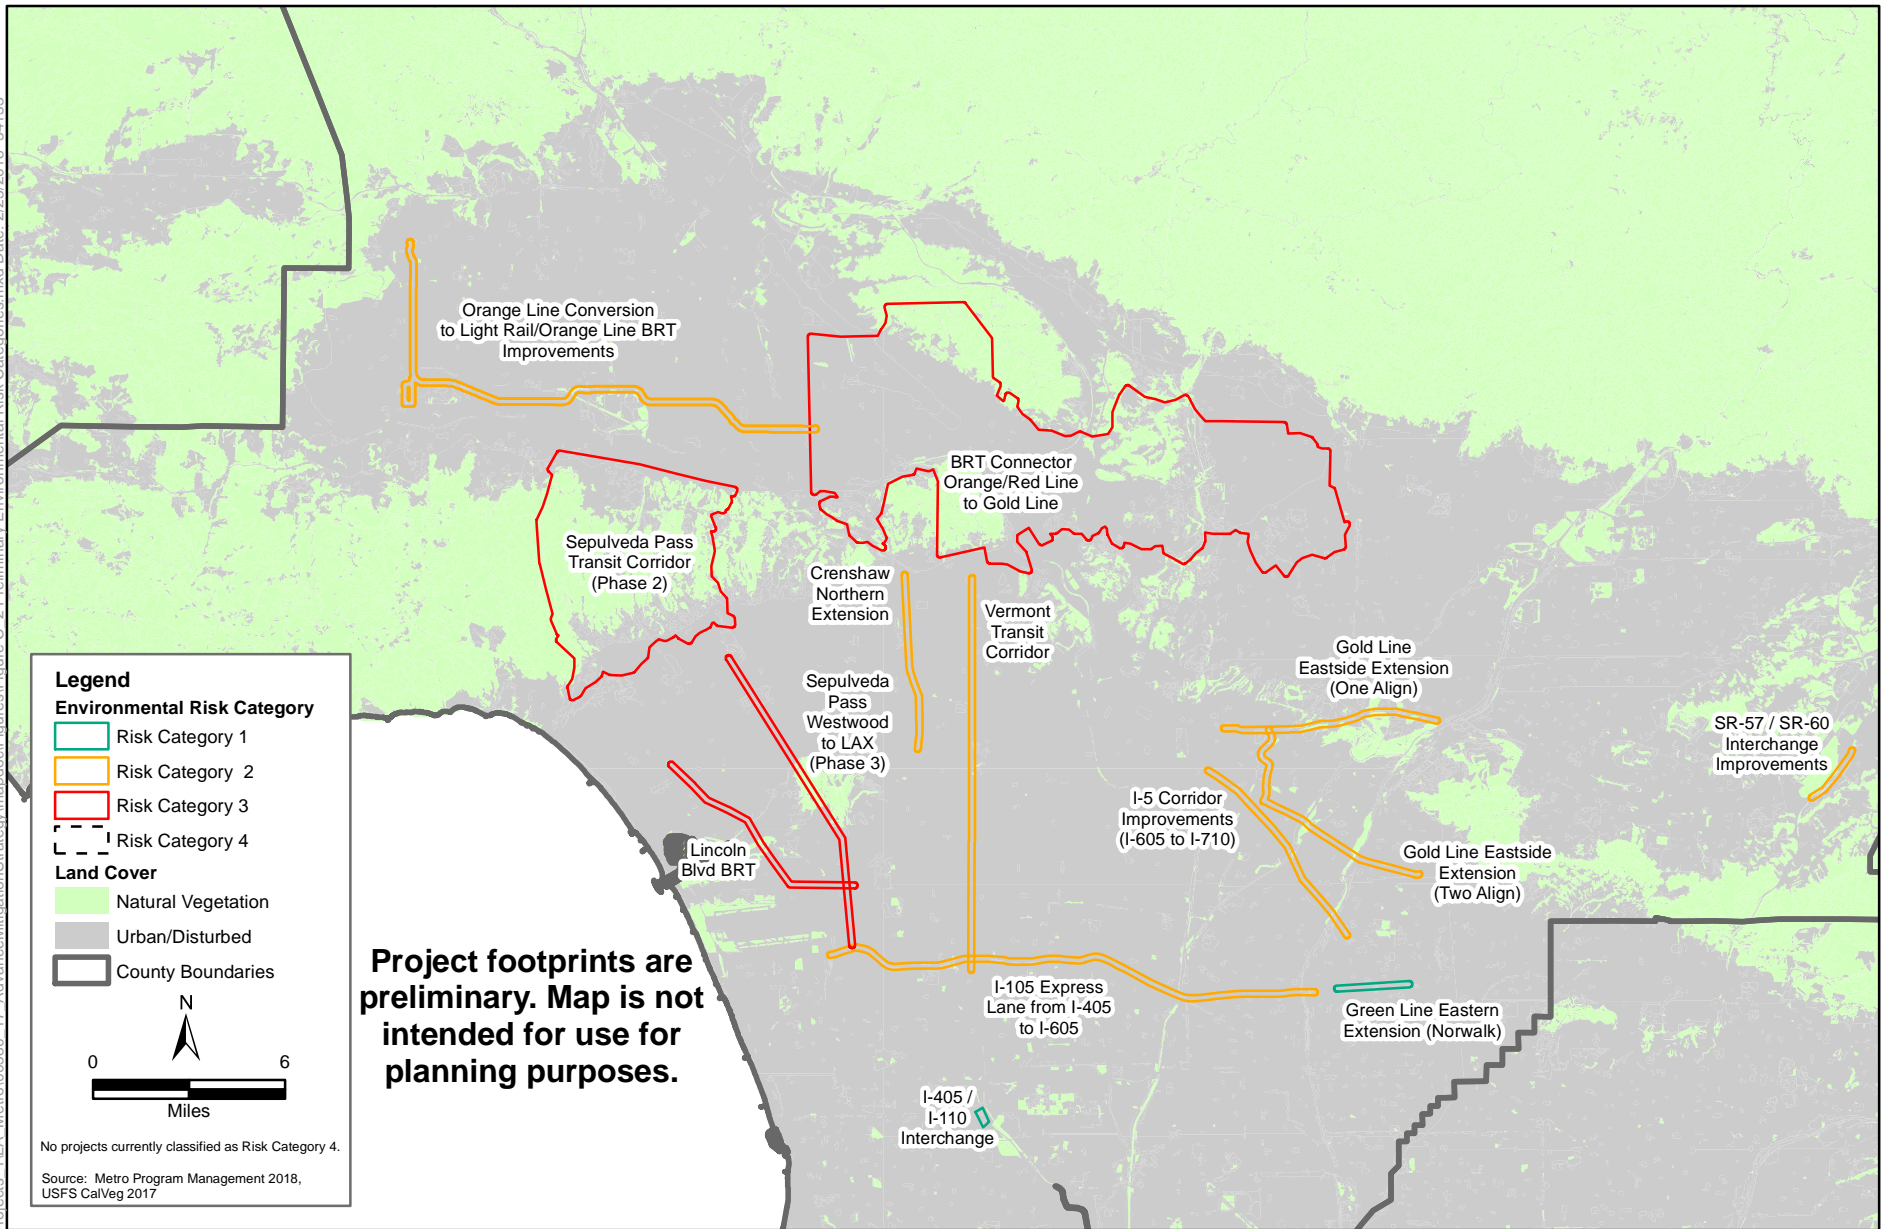 Orange Line Conversion
to Light Rail/Orange Line BRT
Improvements
BRT Connector
Orange/Red Line
to Gold Line
Sepulveda Pass
Transit Corridor
(Phase 2)
Crenshaw
Northern
Extension
Vermont
Transit
Corridor
Sepulveda
Pass
Westwood
to LAX
(Phase 3)
Gold Line
Eastside Extension
(One Align)
SR-57 / SR-60
Interchange
Improvements
I-5 Corridor
Improvements
(I-605 to I-710)
Lincoln
Blvd BRT
Gold Line Eastside
Extension
(Two Align)
I-105 Express
Lane from I-405
to I-605
Green Line Eastern
Extension (Norwalk)
I-405 /
I-110
Interchange
Project footprints are
preliminary. Map is not
intended for use for
planning purposes.
Legend
Environmental Risk Category
Risk Category 1
Risk Category 2
Risk Category 3
Risk Category 4
Land Cover
Natural Vegetation
Urban/Disturbed
County Boundaries
N
0 6
Miles
No projects currently classified as Risk Category 4.
Source: Metro Program Management 2018,
USFS CalVeg 2017